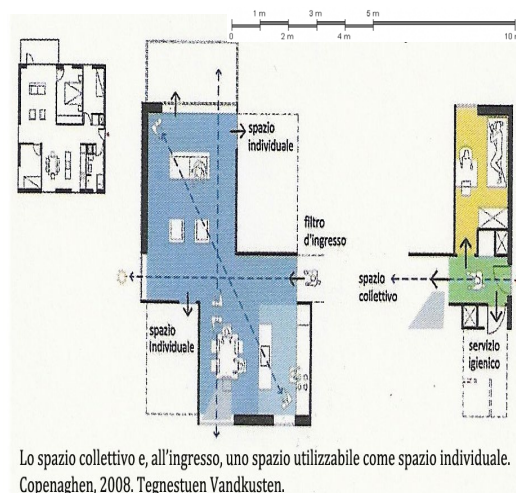 1 m 3 m 5 m
0 2 m 4 m 10 m
spazio
individuale
filtro
d'ingresso
spazio
collettivo
spazio
Individuale
servizio
igienico
Lo spazio collettivo e, all'ingresso, uno spazio utilizzabile come spazio individuale.
Copenaghen, 2008. Tegnestuen Vandkusten.